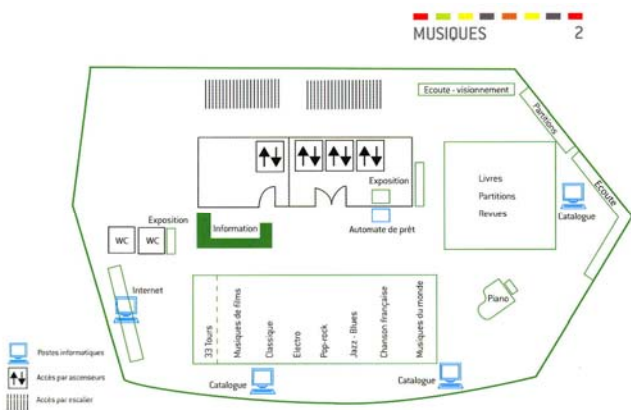 MUSIQUES 2
Ecoute - visionnement
Partitions
Ecoute
Livres
Partitions
Revues
Catalogue
Exposition
Automate de prêt
Exposition
Information
WC
WC
Internet
Piano
33 Tours
Musiques de films
Classique
Electro
Pop-rock
Jazz - Blues
Chanson française
Musiques du monde
Catalogue
Catalogue
Postes informatiques
Accès par ascenseurs
Accès par escalier